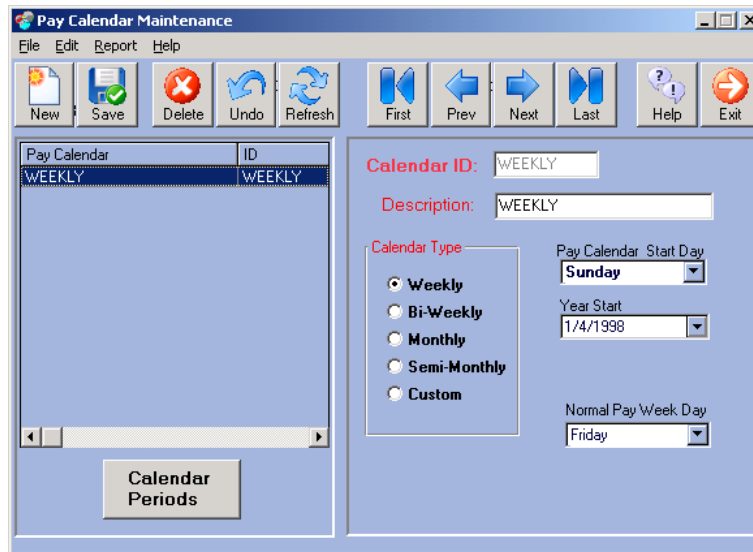 Pay Calendar Maintenance
File Edit Report Help
New Save Delete Undo Refresh First Prev Next Last Help Exit
Pay Calendar ID
WEEKLY WEEKLY
Calendar ID: WEEKLY
Description: WEEKLY
Calendar Type
Weekly
Bi-Weekly
Monthly
Semi-Monthly
Custom
Pay Calendar Start Day
Sunday
Year Start
1/4/1998
Normal Pay Week Day
Friday
Calendar
Periods